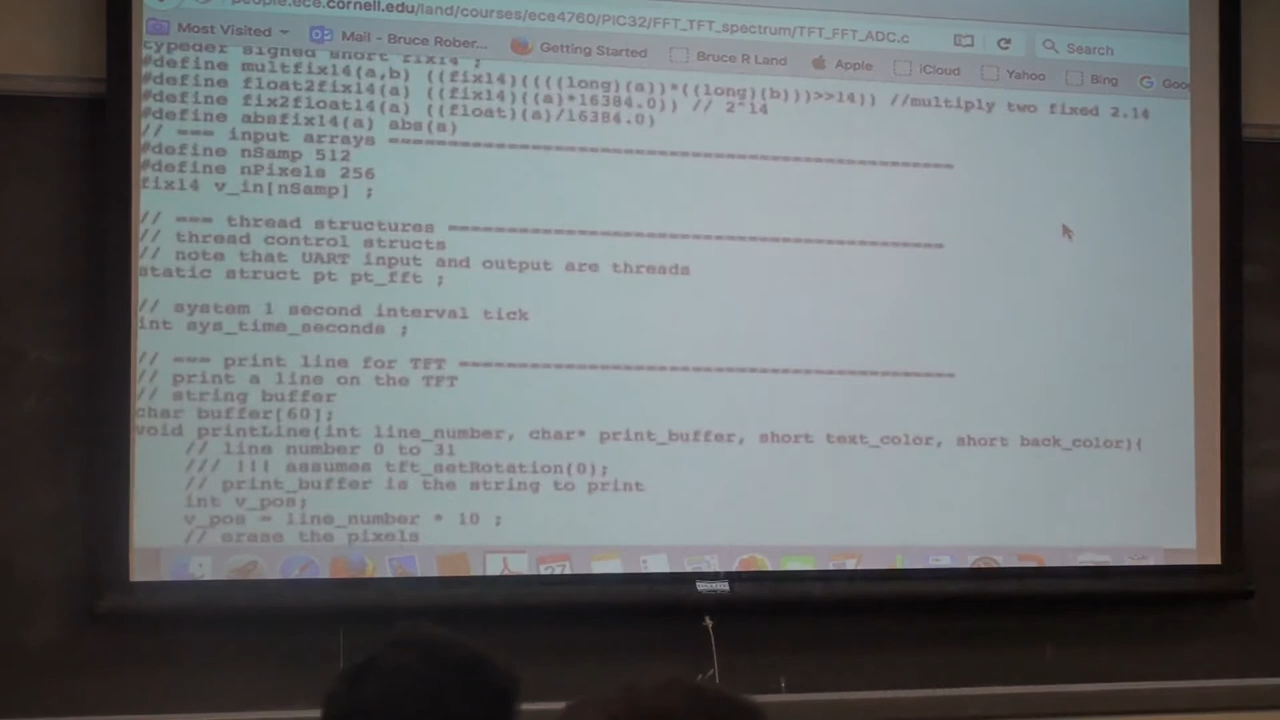 people.ece.cornell.edu/land/courses/ece4760/PIC32/FFT_TFT_spectrum/TFT_FFT_ADC.c
Search
Most Visited
Mail - Bruce Rober...
Getting Started
Bruce R Land
Apple
iCloud
Yahoo
Bing
Goo
typedef signed short fix14 ;
#define multfix14(a,b) ((fix14)((((long)(a))*((long)(b)))>>14)) //multiply two fixed 2.14
#define float2fix14(a) ((fix14)((a)*16384.0)) // 2^14
#define fix2float14(a) ((float)(a)/16384.0)
#define absfix14(a) abs(a)
// === input arrays ==========================================================
#define nSamp 512
#define nPixels 256
fix14 v_in[nSamp] ;
// === thread structures =====================================================
// thread control structs
// note that UART input and output are threads
static struct pt pt_fft ;
// system 1 second interval tick
int sys_time_seconds ;
// === print line for TFT ====================================================
// print a line on the TFT
// string buffer
char buffer[60];
void printLine(int line_number, char* print_buffer, short text_color, short back_color){
// line number 0 to 31
/// !!! assumes tft_setRotation(0);
// print_buffer is the string to print
int v_pos;
v_pos = line_number * 10 ;
// erase the pixels
27